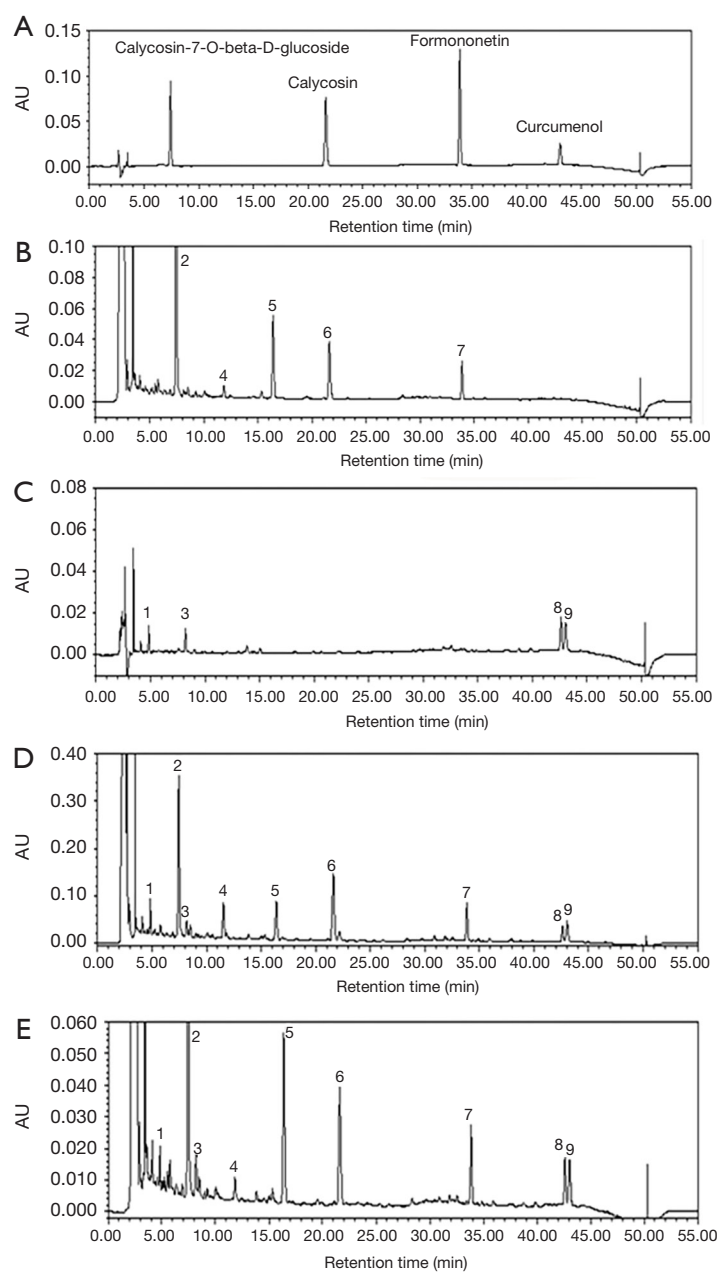 A
0.15
Calycosin-7-O-beta-D-glucoside
Formononetin
0.10
Calycosin
AU
0.05
Curcumenol
0.00
0.00 5.00 10.00 15.00 20.00 25.00 30.00 35.00 40.00 45.00 50.00 55.00
Retention time (min)
B
0.10
2
0.08
0.06
5
AU
0.04
6
7
0.02
4
0.00
0.00 5.00 10.00 15.00 20.00 25.00 30.00 35.00 40.00 45.00 50.00 55.00
Retention time (min)
C
0.08
0.06
AU
0.04
0.02
1 3 8 9
0.00
0.00 5.00 10.00 15.00 20.00 25.00 30.00 35.00 40.00 45.00 50.00 55.00
Retention time (min)
D
0.40
2
0.30
AU
0.20
6
0.10
1 3 4 5 7 8 9
0.00
0.00 5.00 10.00 15.00 20.00 25.00 30.00 35.00 40.00 45.00 50.00 55.00
Retention time (min)
E
0.060
2 5
0.050
0.040
6
AU
0.030
7
0.020
1 3 4 8 9
0.010
0.000
0.00 5.00 10.00 15.00 20.00 25.00 30.00 35.00 40.00 45.00 50.00 55.00
Retention time (min)